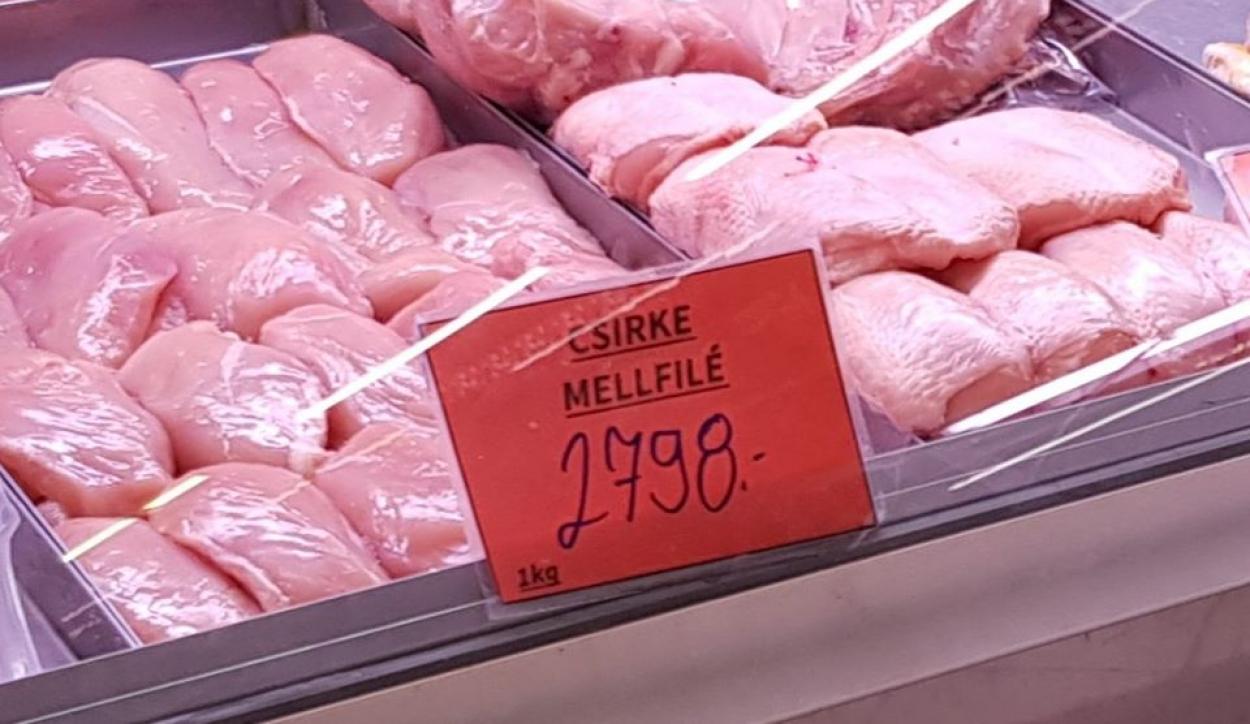 CSIRKE
MELLFILÉ
2798.-
1kg